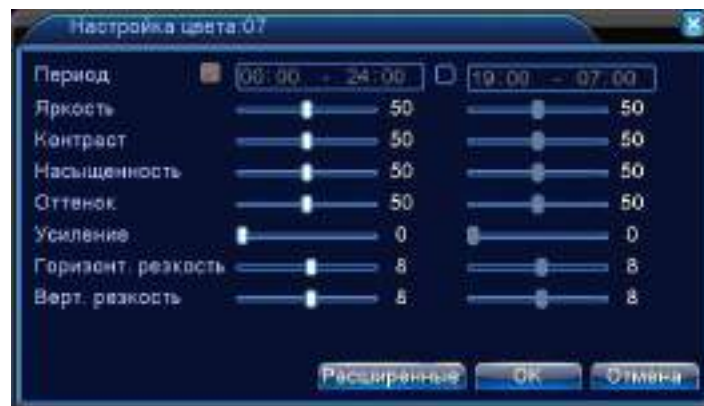 Настройка цвета:07
Период 00:00 - 24:00 19:00 - 07:00
Яркость 50 50
Контраст 50 50
Насыщенность 50 50
Оттенок 50 50
Усиление 0 0
Горизонт. резкость 8 8
Верт. резкость 8 8
Расширенные OK Отмена